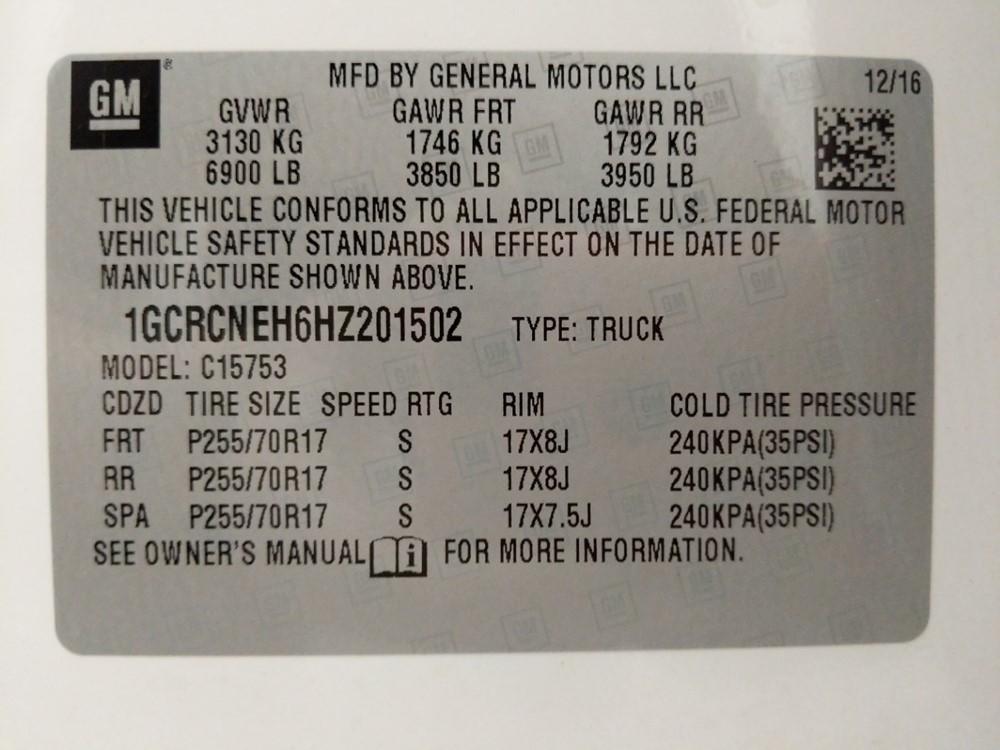 GM® MFD BY GENERAL MOTORS LLC 12/16
GVWR GAWR FRT GAWR RR
3130 KG 1746 KG 1792 KG
6900 LB 3850 LB 3950 LB
THIS VEHICLE CONFORMS TO ALL APPLICABLE U.S. FEDERAL MOTOR
VEHICLE SAFETY STANDARDS IN EFFECT ON THE DATE OF
MANUFACTURE SHOWN ABOVE.
1GCRCNEH6HZ201502 TYPE: TRUCK
MODEL: C15753
CDZD TIRE SIZE SPEED RTG RIM COLD TIRE PRESSURE
FRT P255/70R17 S 17X8J 240KPA(35PSI)
RR P255/70R17 S 17X8J 240KPA(35PSI)
SPA P255/70R17 S 17X7.5J 240KPA(35PSI)
SEE OWNER'S MANUAL i FOR MORE INFORMATION.